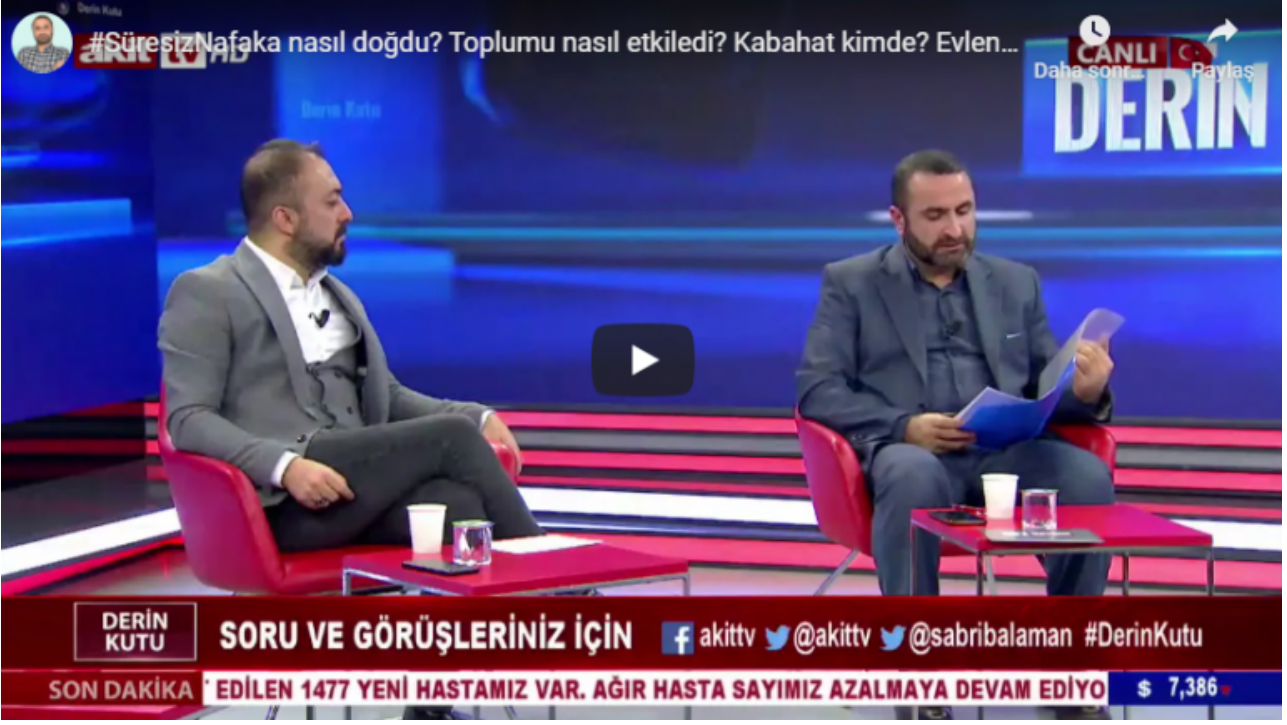 Derin Kutu
#SüresizNafaka nasıl doğdu? Toplumu nasıl etkiledi? Kabahat kimde? Evlen...
akit tv HD
CANLI
Daha sonr...
Paylaş
DERİN
Derin Kutu
DERİN
KUTU
SORU VE GÖRÜŞLERİNİZ İÇİN
akittv @akittv @sabribalaman #DerinKutu
SON DAKİKA
EDİLEN 1477 YENİ HASTAMIZ VAR. AĞIR HASTA SAYIMIZ AZALMAYA DEVAM EDİYO
$ 7,386